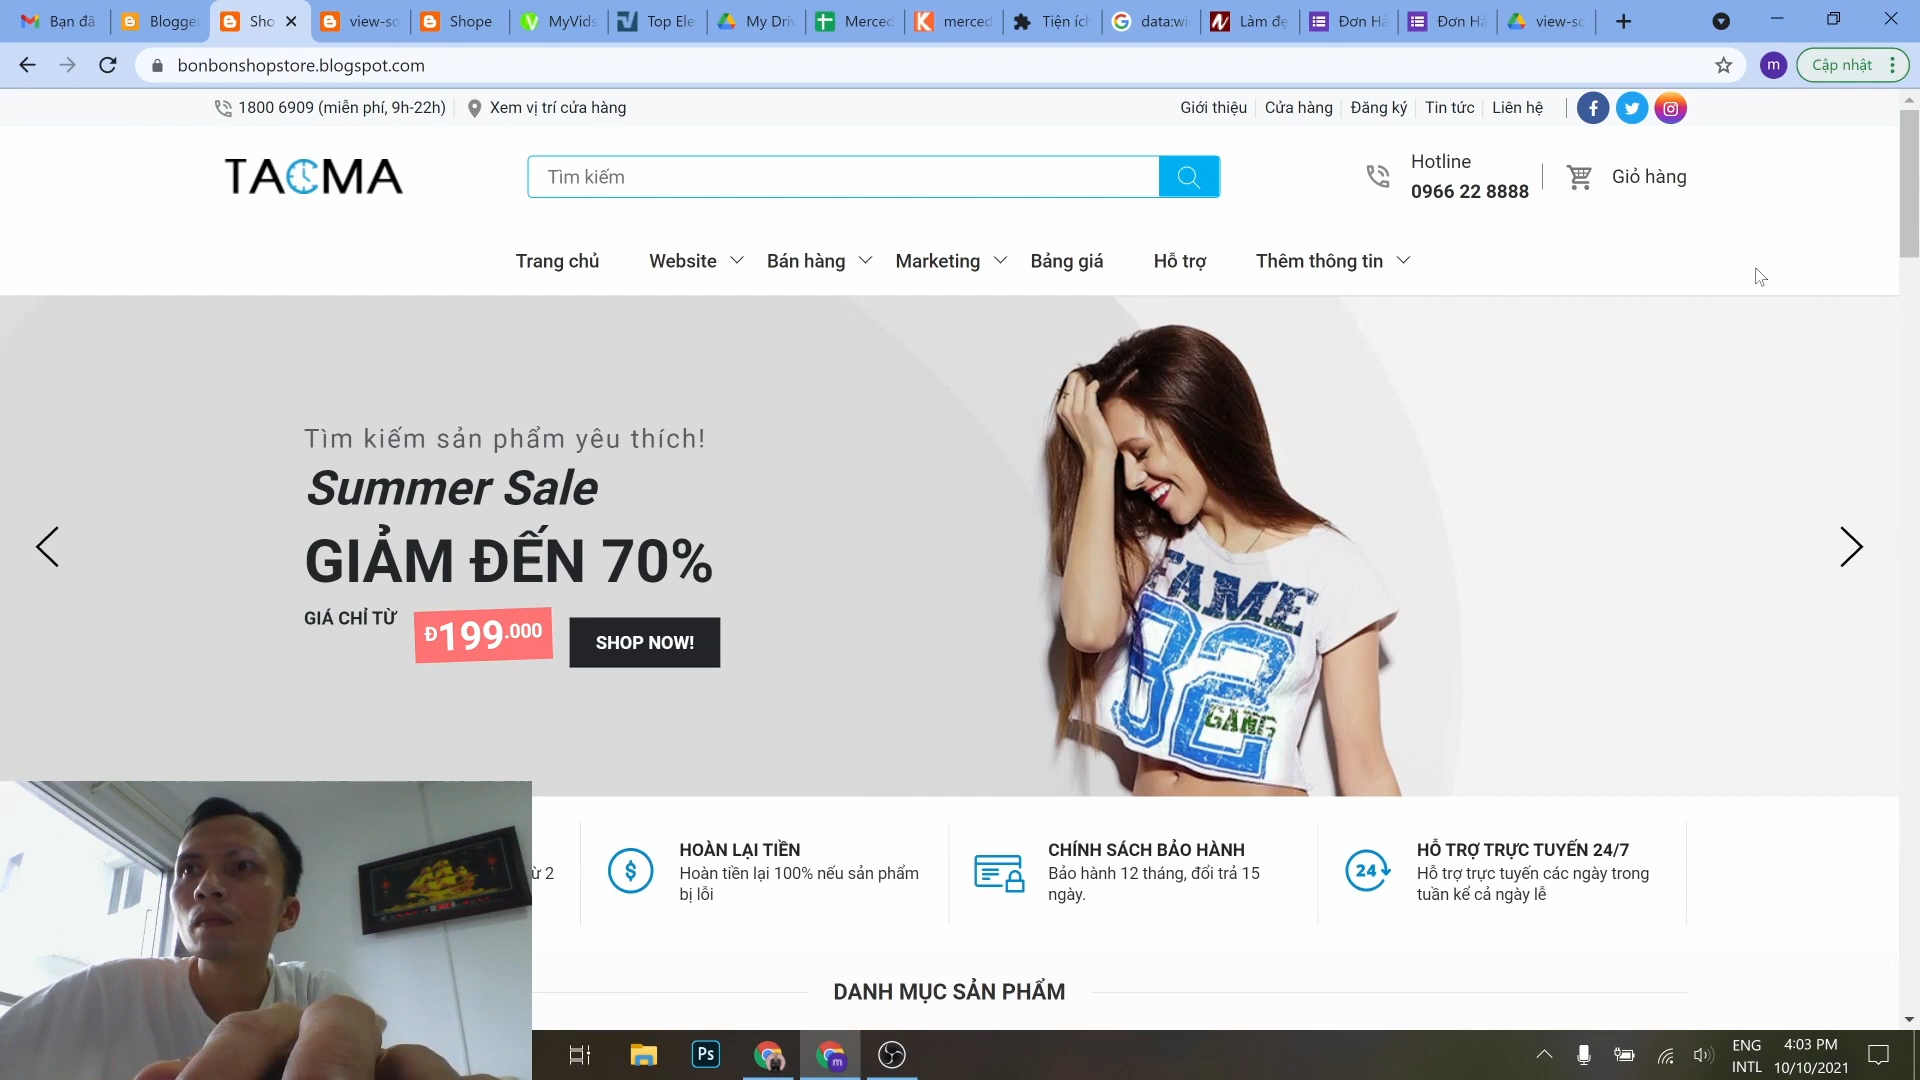 Bạn đã
Blogge
Sho
view-so
Shope
MyVids
Top Ele
My Driv
Merced
merced
Tiện ích
data:wi
Làm đẹ
Đơn Hà
Đơn Hà
view-so
bonbonshopstore.blogspot.com
m
Cập nhật
1800 6909 (miễn phí, 9h-22h)
Xem vị trí cửa hàng
Giới thiệu
Cửa hàng
Đăng ký
Tin tức
Liên hệ
TACMA
Tìm kiếm
Hotline
0966 22 8888
Giỏ hàng
Trang chủ
Website
Bán hàng
Marketing
Bảng giá
Hỗ trợ
Thêm thông tin
Tìm kiếm sản phẩm yêu thích!
Summer Sale
GIẢM ĐẾN 70%
GIÁ CHỈ TỪ
Đ199.000
SHOP NOW!
FAME
82
GANG
ừ 2
HOÀN LẠI TIỀN
Hoàn tiền lại 100% nếu sản phẩm
bị lỗi
CHÍNH SÁCH BẢO HÀNH
Bảo hành 12 tháng, đổi trả 15
ngày.
24
HỖ TRỢ TRỰC TUYẾN 24/7
Hỗ trợ trực tuyến các ngày trong
tuần kể cả ngày lễ
DANH MỤC SẢN PHẨM
Ps
m
ENG
INTL
4:03 PM
10/10/2021